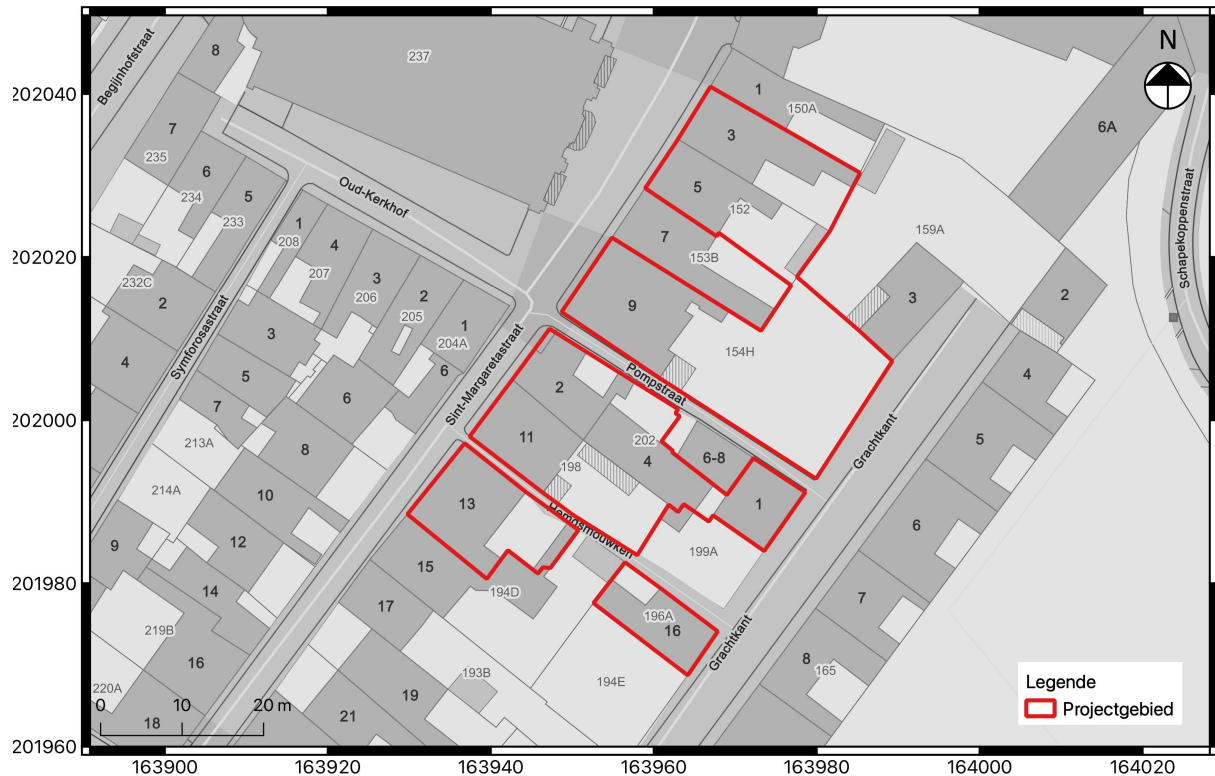 N
202040
202020
202000
201980
201960
163900
163920
163940
163960
163980
164000
164020
Begijnhofstraat
Oud-Kerkhof
Symforosastraat
Sint-Margaretastraat
Pompstraat
Hempsmouwken
Grachtkant
Grachtkant
Schapekoppenstraat
8
237
1
150A
6A
7
235
6
234
5
233
3
5
152
159A
1
208
4
207
3
206
2
205
1
204A
6
7
153B
9
154H
3
2
232C
2
4
3
5
7
6
213A
214A
8
10
12
9
14
219B
16
220A
18
2
11
198
202
4
6-8
1
199A
13
15
17
194D
193B
19
21
194E
196A
16
4
5
6
7
8
165
0
10
20 m
Legende
Projectgebied